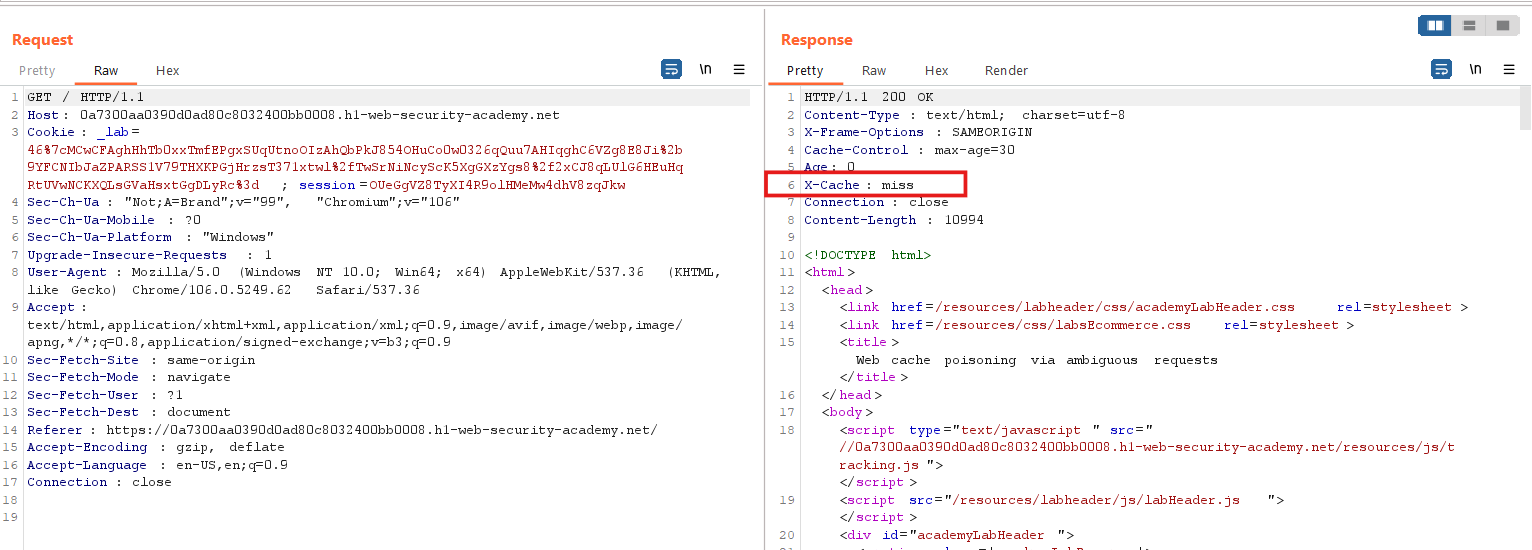 Request
Pretty Raw Hex
\n
1 GET / HTTP/1.1
2 Host: 0a7300aa0390d0ad80c8032400bb0008.h1-web-security-academy.net
3 Cookie: _lab=
46%7cMCwCFAghHhTbOxxTmfEPgxSUqUtnoOIzAhQbPkJ854OHuCo0w0326qQuu7AHIqghC6VZg8E8Ji%2b
9YFCNIbJaZPARSS1V79THXKPGjHrzsT371xtwl%2fTwSrNiNcyScK5XgGXzYgs8%2f2xCJ8qLUlG6HEuHq
RtUVwNCKXQLsGVaHsxtGgDLyRc%3d ; session=OUeGgVZ8TyXI4R9olHMeMw4dhV8zqJkw
4 Sec-Ch-Ua : "Not;A=Brand";v="99", "Chromium";v="106"
5 Sec-Ch-Ua-Mobile : ?0
6 Sec-Ch-Ua-Platform : "Windows"
7 Upgrade-Insecure-Requests : 1
8 User-Agent : Mozilla/5.0 (Windows NT 10.0; Win64; x64) AppleWebKit/537.36 (KHTML,
like Gecko) Chrome/106.0.5249.62 Safari/537.36
9 Accept :
text/html,application/xhtml+xml,application/xml;q=0.9,image/avif,image/webp,image/
apng,*/*;q=0.8,application/signed-exchange;v=b3;q=0.9
10 Sec-Fetch-Site : same-origin
11 Sec-Fetch-Mode : navigate
12 Sec-Fetch-User : ?1
13 Sec-Fetch-Dest : document
14 Referer : https://0a7300aa0390d0ad80c8032400bb0008.h1-web-security-academy.net/
15 Accept-Encoding : gzip, deflate
16 Accept-Language : en-US,en;q=0.9
17 Connection : close
18
19
Response
Pretty Raw Hex Render
\n
1 HTTP/1.1 200 OK
2 Content-Type : text/html; charset=utf-8
3 X-Frame-Options : SAMEORIGIN
4 Cache-Control : max-age=30
5 Age: 0
6 X-Cache : miss
7 Connection : close
8 Content-Length : 10994
9
10 <!DOCTYPE html>
11 <html>
12 <head>
13 <link href=/resources/labheader/css/academyLabHeader.css rel=stylesheet >
14 <link href=/resources/css/labsEcommerce.css rel=stylesheet >
15 <title>
Web cache poisoning via ambiguous requests
</title>
16 </head>
17 <body>
18 <script type="text/javascript " src="
//0a7300aa0390d0ad80c8032400bb0008.h1-web-security-academy.net/resources/js/t
racking.js ">
</script>
19 <script src="/resources/labheader/js/labHeader.js ">
</script>
20 <div id="academyLabHeader ">